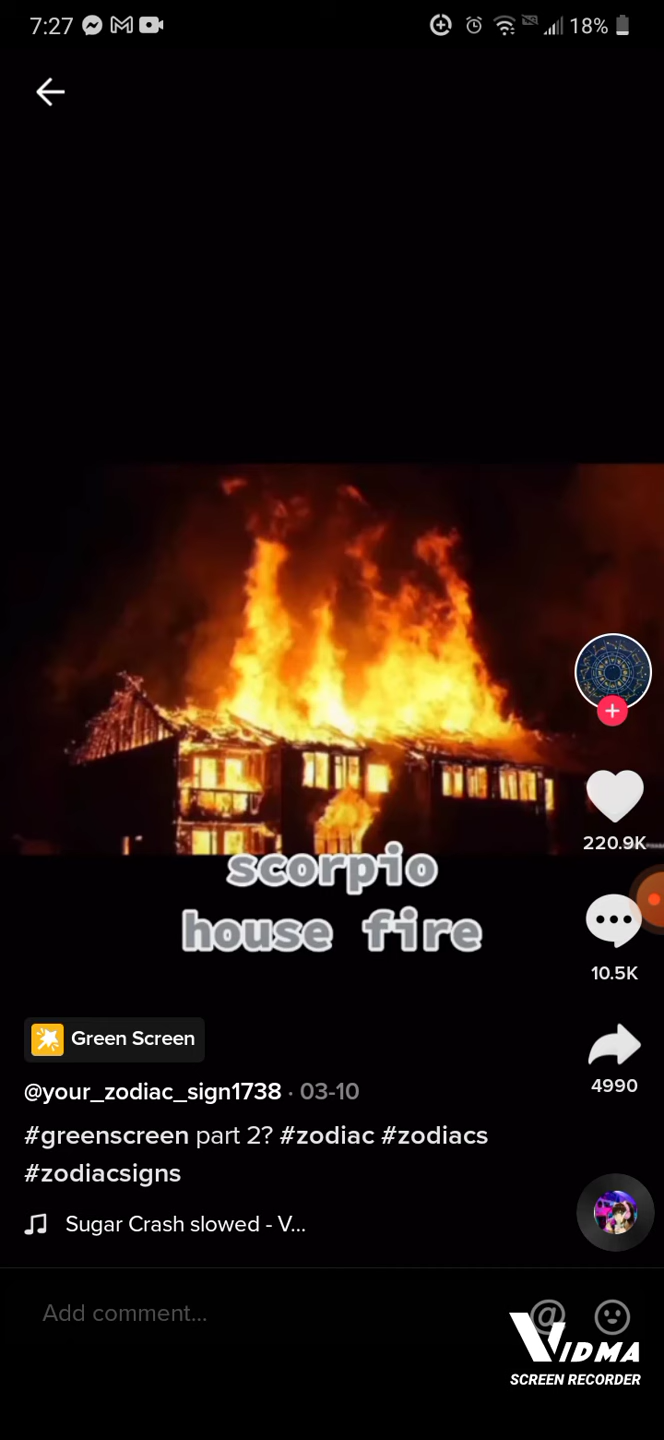 7:27
18%
scorpio
house fire
220.9K
10.5K
4990
Green Screen
@your_zodiac_sign1738 · 03-10
#greenscreen part 2? #zodiac #zodiacs
#zodiacsigns
Sugar Crash slowed - V...
Add comment...
VIDMA
SCREEN RECORDER